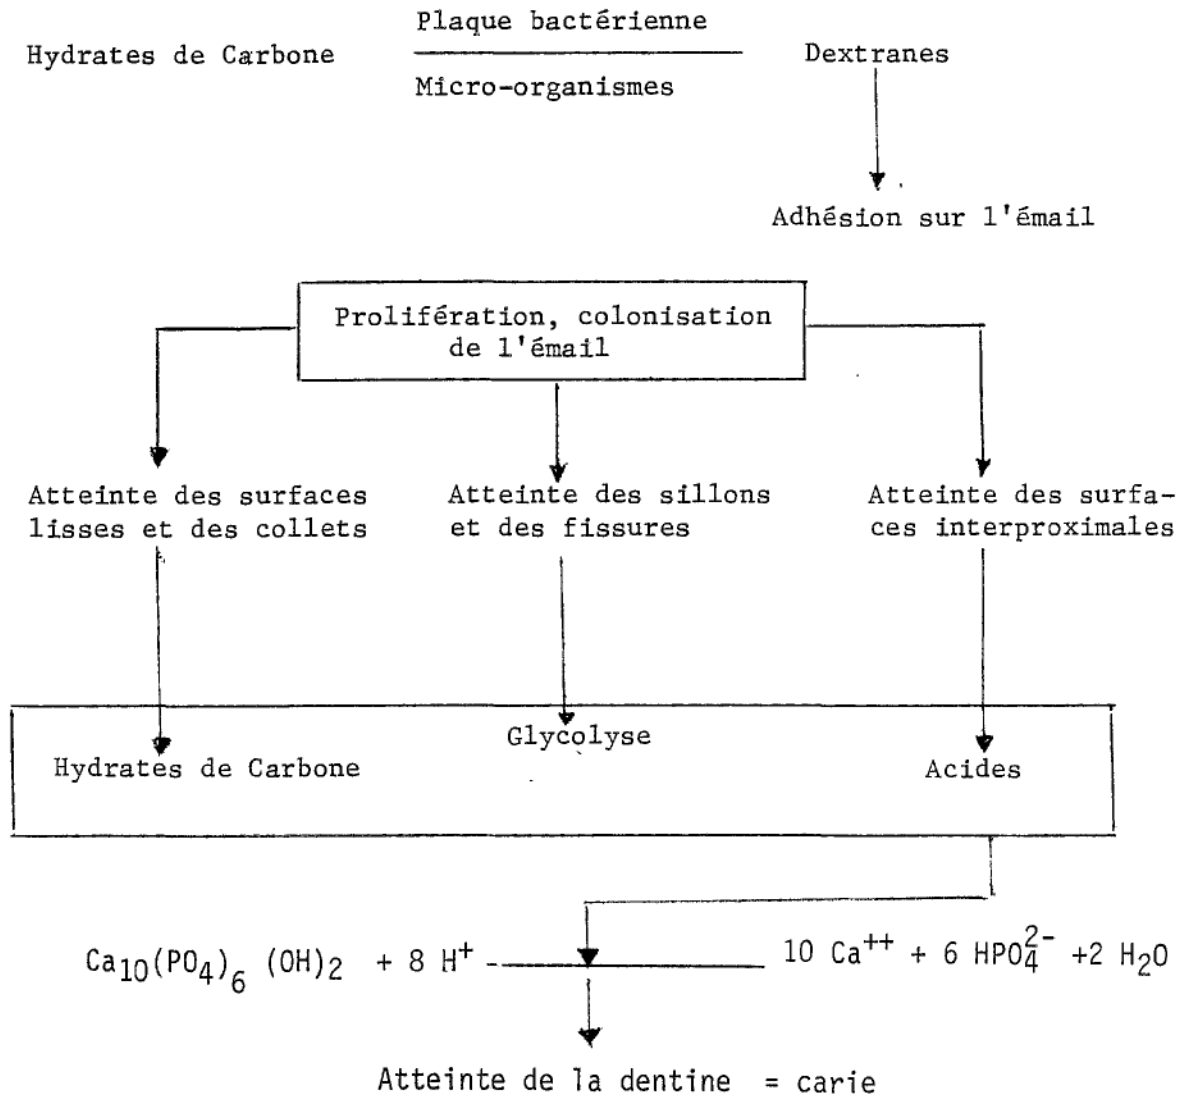 Plaque bactérienne
Hydrates de Carbone
Dextranes
Micro-organismes
Adhésion sur l'émail
Prolifération, colonisation
de l'émail
Atteinte des surfaces
lisses et des collets
Atteinte des sillons
et des fissures
Atteinte des surfa-
ces interproximales
Glycolyse
Hydrates de Carbone
Acides
Ca₁₀(PO₄)₆ (OH)₂ + 8 H⁺ 10 Ca⁺⁺ + 6 HPO₄²⁻ +2 H₂O
Atteinte de la dentine = carie